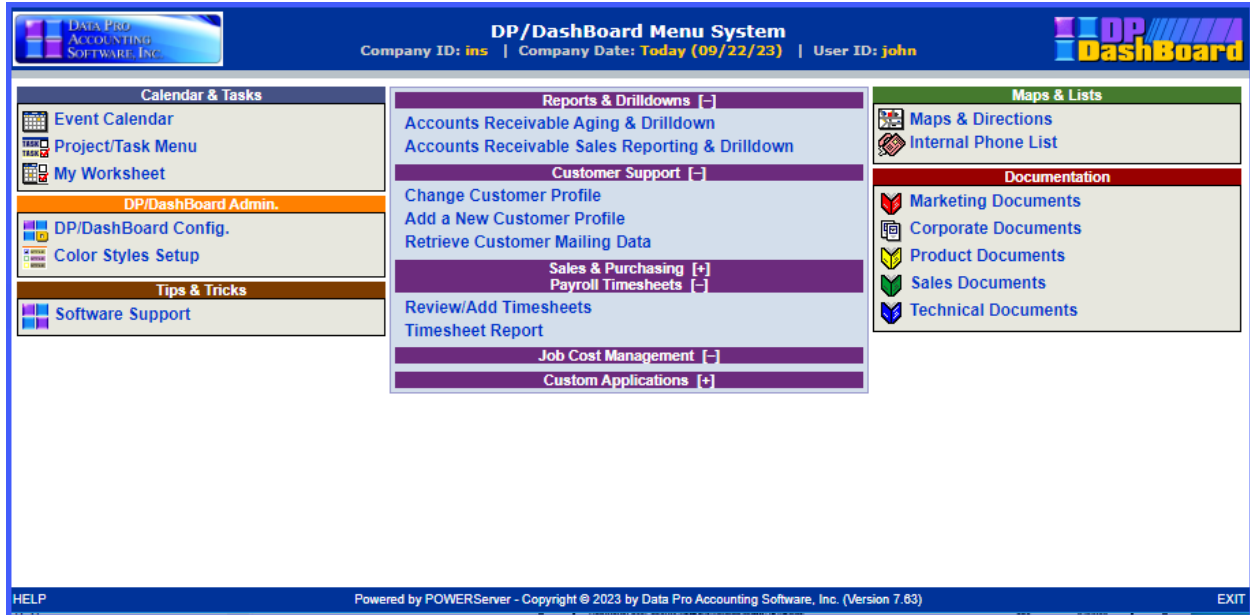 DATA PRO
ACCOUNTING
SOFTWARE, INC.
DP/DashBoard Menu System
Company ID: ins | Company Date: Today (09/22/23) | User ID: john
DP
DashBoard
Calendar & Tasks
Event Calendar
TASK
TASK
Project/Task Menu
My Worksheet
DP/DashBoard Admin.
DP/DashBoard Config.
Color Styles Setup
Tips & Tricks
Software Support
Reports & Drilldowns [–]
Accounts Receivable Aging & Drilldown
Accounts Receivable Sales Reporting & Drilldown
Customer Support [–]
Change Customer Profile
Add a New Customer Profile
Retrieve Customer Mailing Data
Sales & Purchasing [+]
Payroll Timesheets [–]
Review/Add Timesheets
Timesheet Report
Job Cost Management [–]
Custom Applications [+]
Maps & Lists
Maps & Directions
Internal Phone List
Documentation
Marketing Documents
Corporate Documents
Product Documents
Sales Documents
Technical Documents
HELP
Powered by POWERServer - Copyright © 2023 by Data Pro Accounting Software, Inc. (Version 7.63)
EXIT